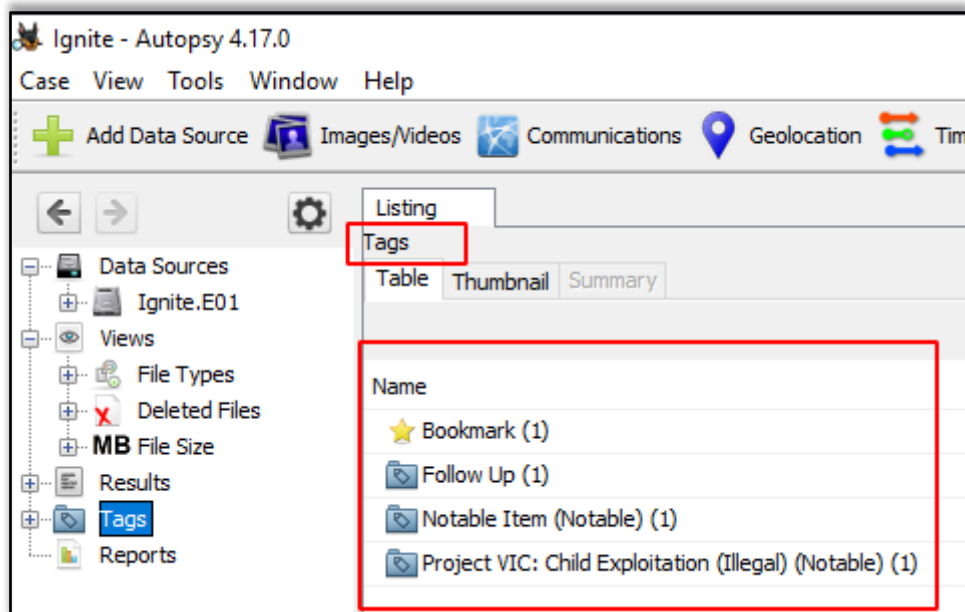 Ignite - Autopsy 4.17.0
Case View Tools Window Help
Add Data Source Images/Videos Communications Geolocation Tim
Listing
Tags
Table Thumbnail Summary
Data Sources
Ignite.E01
Views
File Types
Deleted Files
MB File Size
Results
Tags
Reports
Name
Bookmark (1)
Follow Up (1)
Notable Item (Notable) (1)
Project VIC: Child Exploitation (Illegal) (Notable) (1)